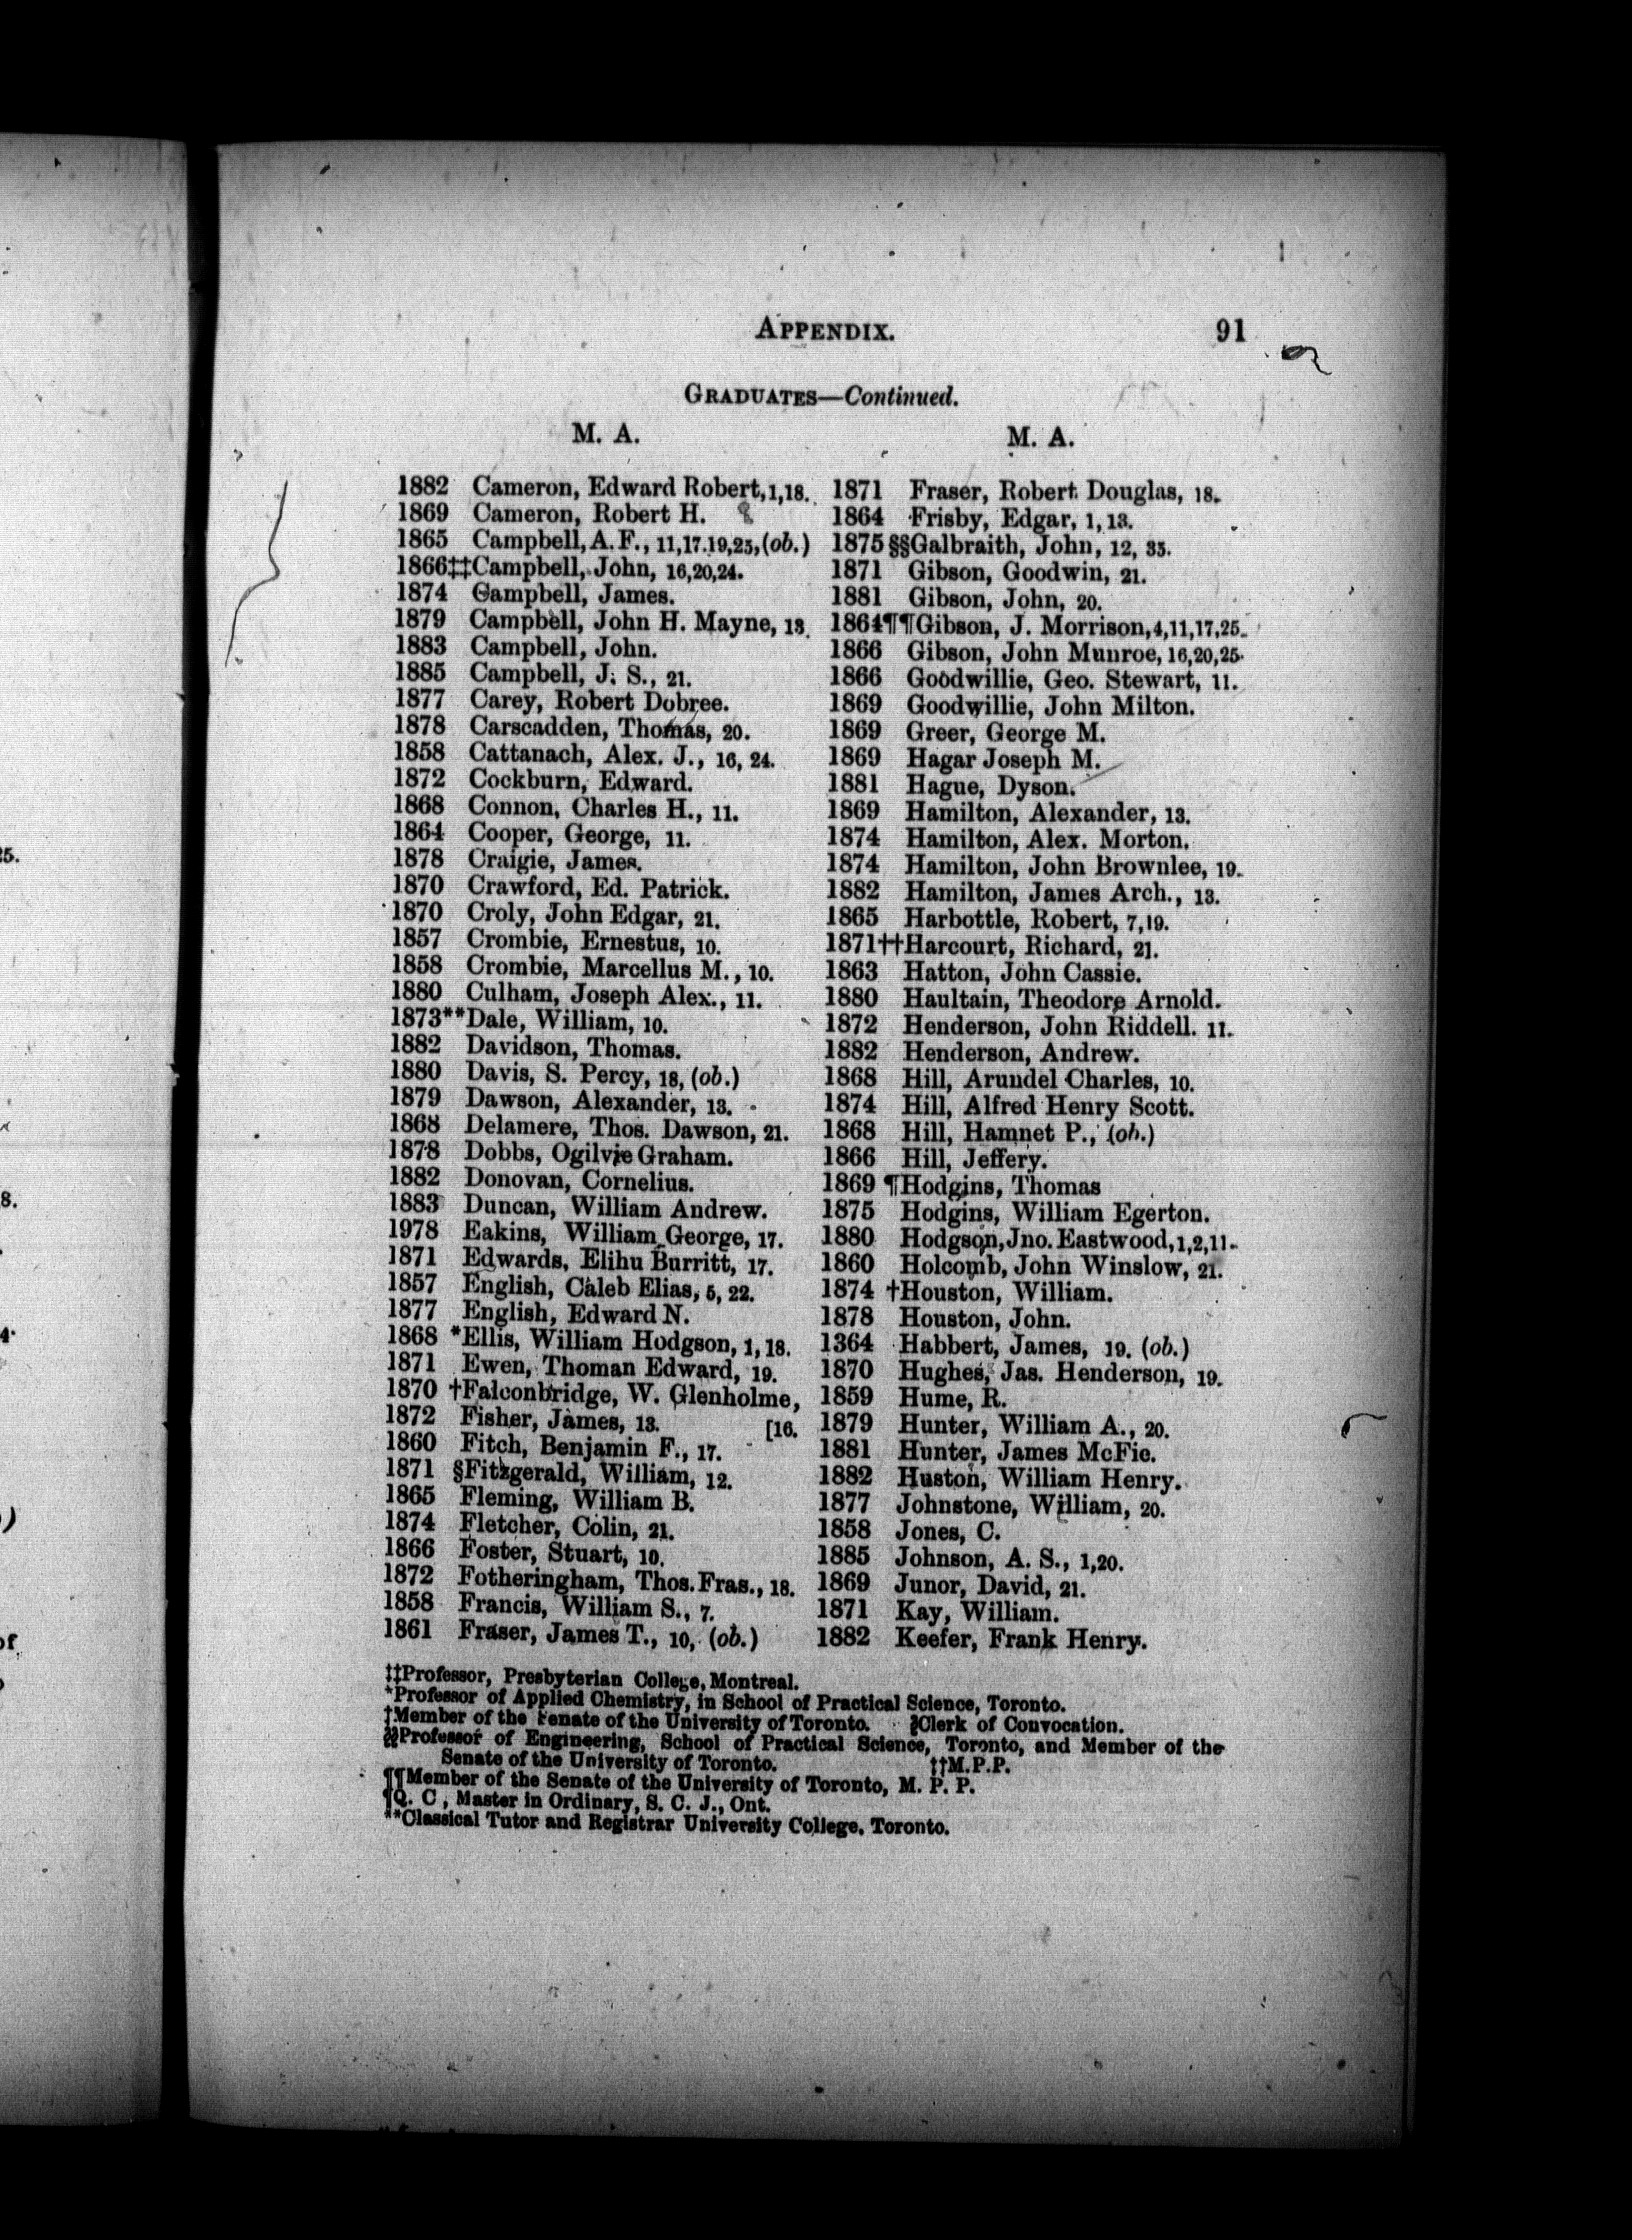 APPENDIX.
91
GRADUATES—Continued.
M. A.
1882 Cameron, Edward Robert, 1,18.
1869 Cameron, Robert H.
1865 Campbell, A. F., 11,17.19,25, (ob.)
1866‡‡Campbell, John, 16,20,24.
1874 Campbell, James.
1879 Campbell, John H. Mayne, 13.
1883 Campbell, John.
1885 Campbell, J. S., 21.
1877 Carey, Robert Dobree.
1878 Carscadden, Thomas, 20.
1858 Cattanach, Alex. J., 16, 24.
1872 Cockburn, Edward.
1868 Connon, Charles H., 11.
1864 Cooper, George, 11.
1878 Craigie, James.
1870 Crawford, Ed. Patrick.
1870 Croly, John Edgar, 21.
1857 Crombie, Ernestus, 10.
1858 Crombie, Marcellus M., 10.
1880 Culham, Joseph Alex., 11.
1873**Dale, William, 10.
1882 Davidson, Thomas.
1880 Davis, S. Percy, 18, (ob.)
1879 Dawson, Alexander, 13.
1868 Delamere, Thos. Dawson, 21.
1878 Dobbs, Ogilvie Graham.
1882 Donovan, Cornelius.
1883 Duncan, William Andrew.
1978 Eakins, William George, 17.
1871 Edwards, Elihu Burritt, 17.
1857 English, Caleb Elias, 5, 22.
1877 English, Edward N.
1868 *Ellis, William Hodgson, 1, 18.
1871 Ewen, Thoman Edward, 19.
1870 †Falconbridge, W. Glenholme,
1872 Fisher, James, 13. [16.
1860 Fitch, Benjamin F., 17.
1871 §Fitzgerald, William, 12.
1865 Fleming, William B.
1874 Fletcher, Colin, 21.
1866 Foster, Stuart, 10.
1872 Fotheringham, Thos. Fras., 18.
1858 Francis, William S., 7.
1861 Fraser, James T., 10, (ob.)
M. A.
1871 Fraser, Robert Douglas, 18.
1864 Frisby, Edgar, 1, 13.
1875 §§Galbraith, John, 12, 35.
1871 Gibson, Goodwin, 21.
1881 Gibson, John, 20.
1864¶¶Gibson, J. Morrison, 4,11,17,25.
1866 Gibson, John Munroe, 16,20,25.
1866 Goodwillie, Geo. Stewart, 11.
1869 Goodwillie, John Milton.
1869 Greer, George M.
1869 Hagar Joseph M.
1881 Hague, Dyson.
1869 Hamilton, Alexander, 13.
1874 Hamilton, Alex. Morton.
1874 Hamilton, John Brownlee, 19.
1882 Hamilton, James Arch., 13.
1865 Harbottle, Robert, 7,19.
1871††Harcourt, Richard, 21.
1863 Hatton, John Cassie.
1880 Haultain, Theodore Arnold.
1872 Henderson, John Riddell. 11.
1882 Henderson, Andrew.
1868 Hill, Arundel Charles, 10.
1874 Hill, Alfred Henry Scott.
1868 Hill, Hamnet P., (ob.)
1866 Hill, Jeffery.
1869 ¶Hodgins, Thomas
1875 Hodgins, William Egerton.
1880 Hodgson, Jno. Eastwood, 1,2,11.
1860 Holcomb, John Winslow, 21.
1874 †Houston, William.
1878 Houston, John.
1364 Habbert, James, 19. (ob.)
1870 Hughes, Jas. Henderson, 19.
1859 Hume, R.
1879 Hunter, William A., 20.
1881 Hunter, James McFie.
1882 Huston, William Henry.
1877 Johnstone, William, 20.
1858 Jones, C.
1885 Johnson, A. S., 1,20.
1869 Junor, David, 21.
1871 Kay, William.
1882 Keefer, Frank Henry.
‡‡Professor, Presbyterian College, Montreal.
*Professor of Applied Chemistry, in School of Practical Science, Toronto.
†Member of the Senate of the University of Toronto. §Clerk of Convocation.
§§Professor of Engineering, School of Practical Science, Toronto, and Member of the
Senate of the University of Toronto. ††M.P.P.
¶¶Member of the Senate of the University of Toronto, M. P. P.
¶Q. C, Master in Ordinary, S. C. J., Ont.
**Classical Tutor and Registrar University College, Toronto.